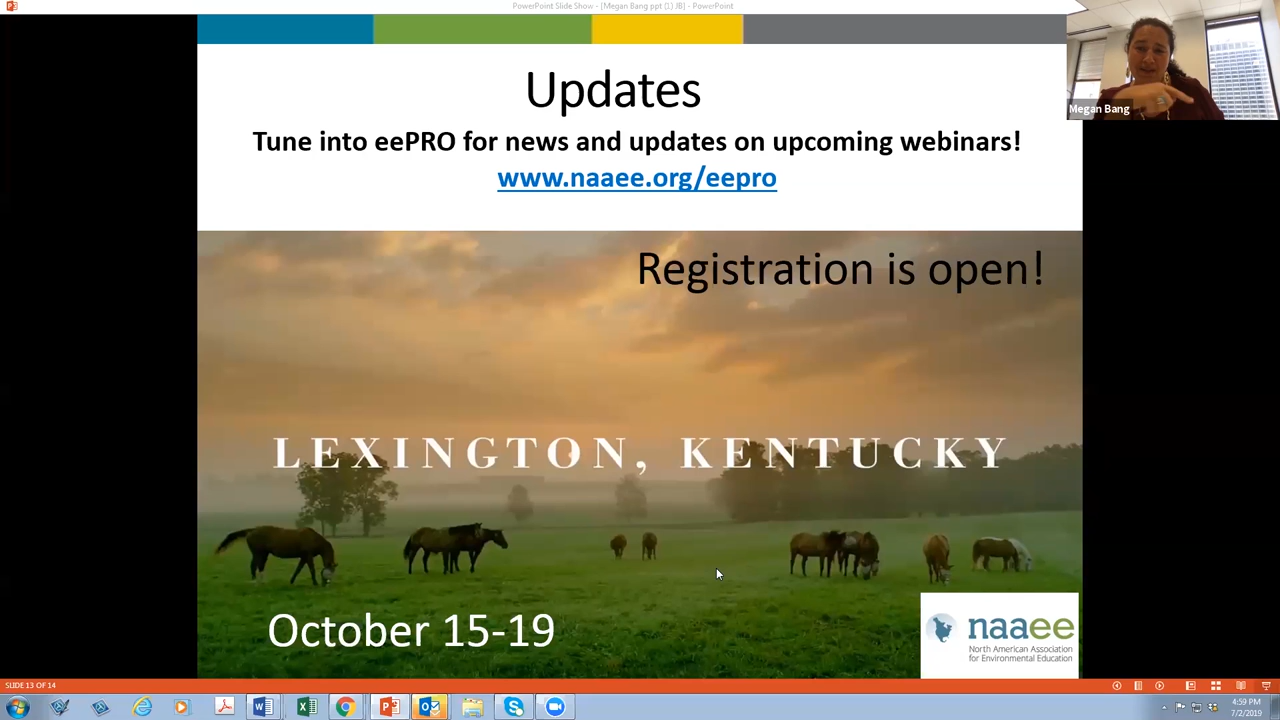 PowerPoint Slide Show - [Megan Bang ppt (1) JB] - PowerPoint
Megan Bang
Updates
Tune into eePRO for news and updates on upcoming webinars!
www.naaee.org/eepro
Registration is open!
LEXINGTON, KENTUCKY
October 15-19
naaee
North American Association
for Environmental Education
SLIDE 13 OF 14
4:59 PM
7/2/2019